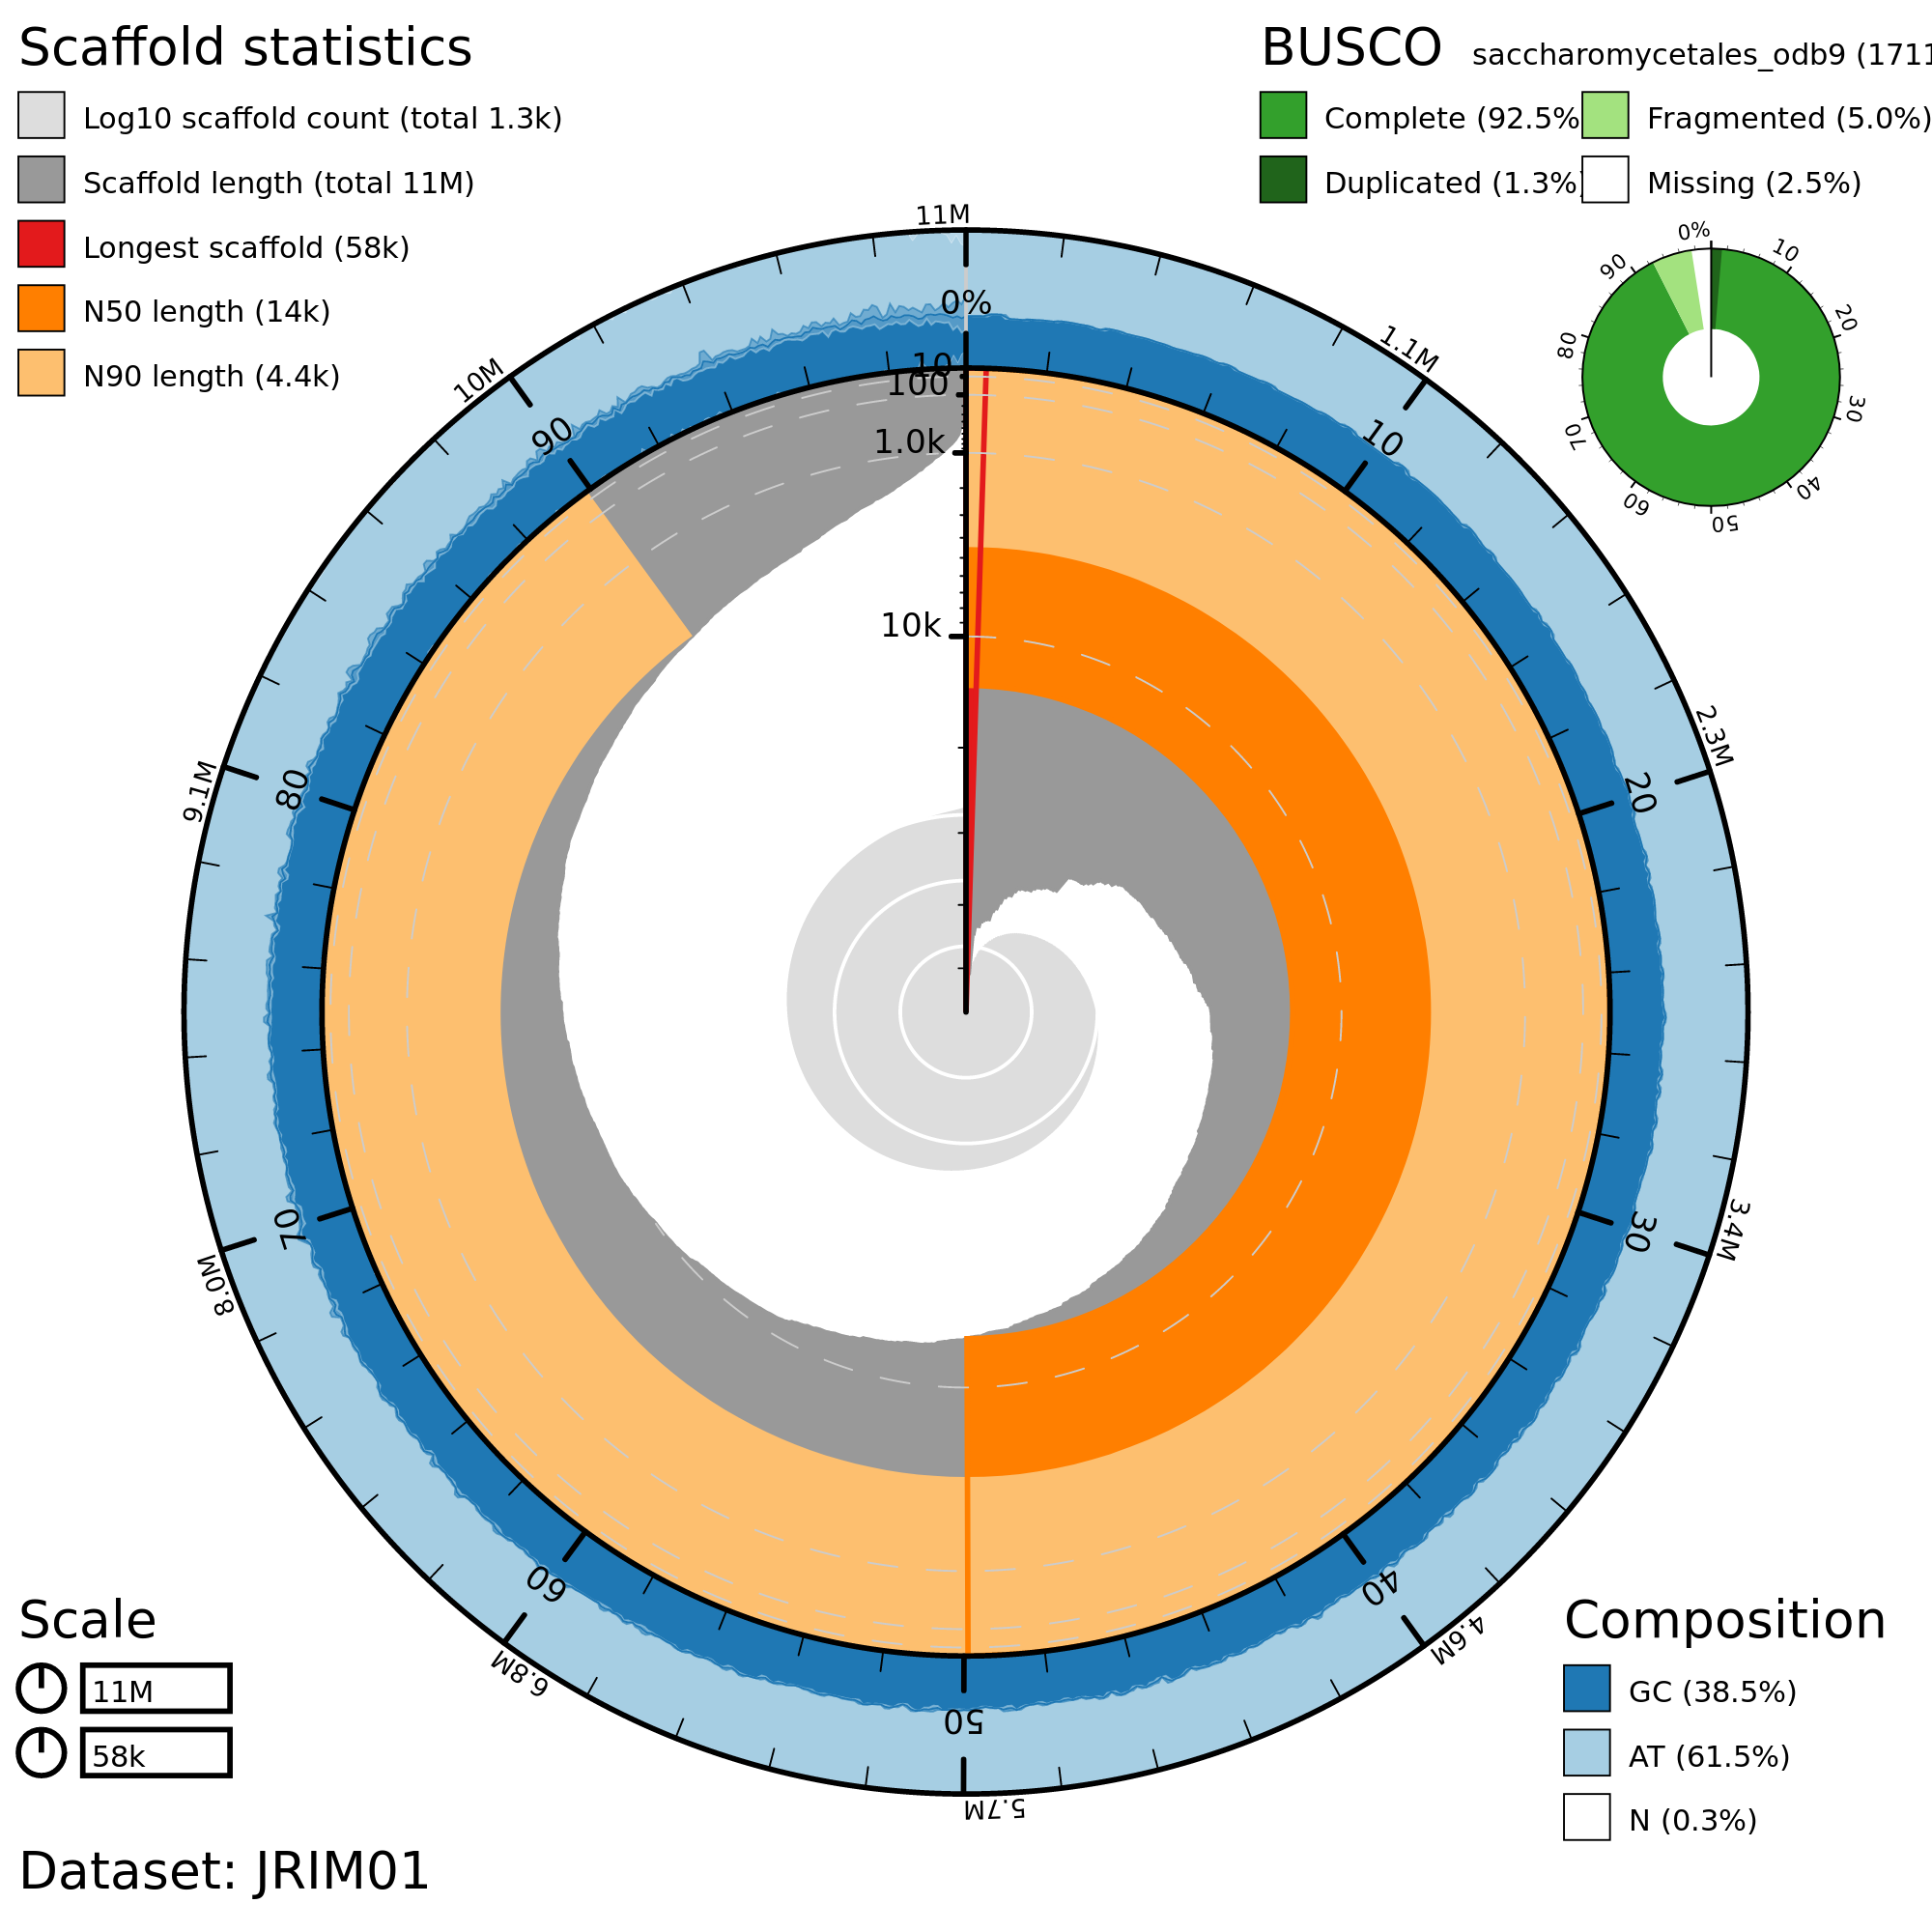 Scaffold statistics
Log10 scaffold count (total 1.3k)
Scaffold length (total 11M)
Longest scaffold (58k)
N50 length (14k)
N90 length (4.4k)
BUSCO saccharomycetales_odb9 (1711
Complete (92.5%
Fragmented (5.0%)
Duplicated (1.3%)
Missing (2.5%)
0%
10
20
30
40
50
60
70
80
90
11M
1.1M
2.3M
3.4M
4.6M
5.7M
6.8M
8.0M
9.1M
10M
0%
10
20
30
40
50
60
70
80
90
10
100
1.0k
10k
Scale
11M
58k
Composition
GC (38.5%)
AT (61.5%)
N (0.3%)
Dataset: JRIM01